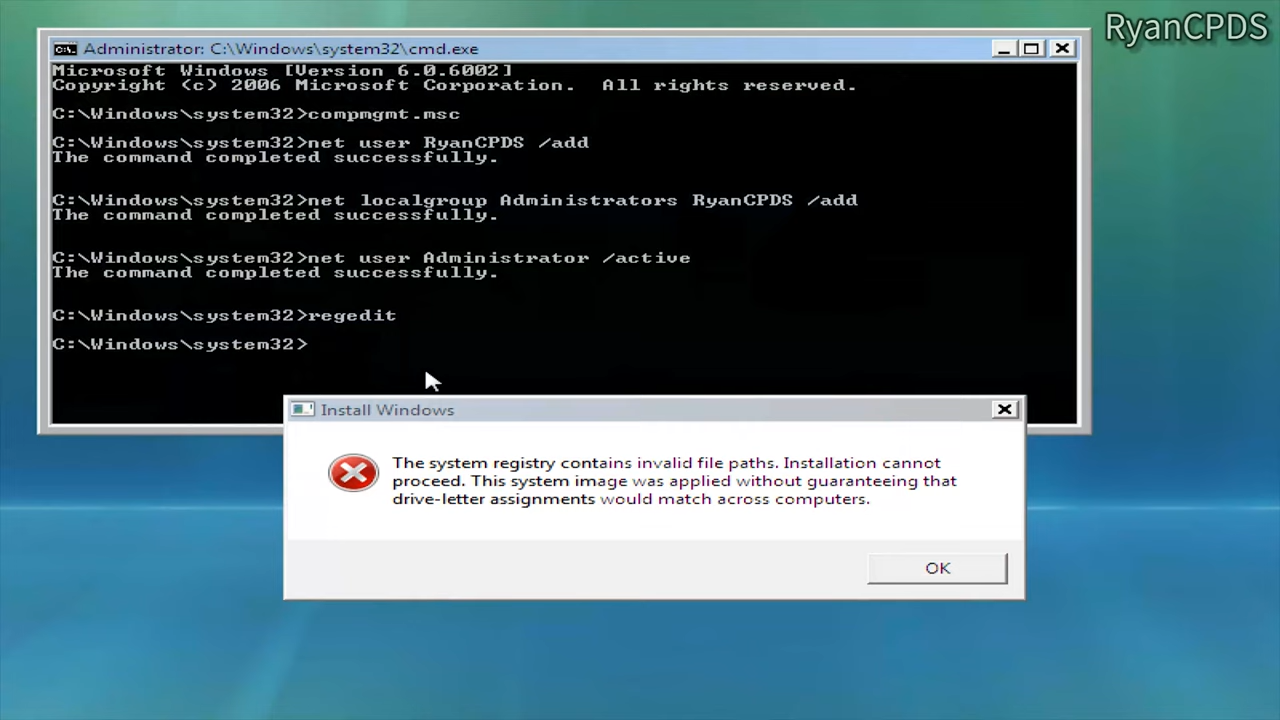 RyanCPDS
Administrator: C:\Windows\system32\cmd.exe
Microsoft Windows [Version 6.0.6002]
Copyright (c) 2006 Microsoft Corporation.  All rights reserved.
C:\Windows\system32>compmgmt.msc
C:\Windows\system32>net user RyanCPDS /add
The command completed successfully.
C:\Windows\system32>net localgroup Administrators RyanCPDS /add
The command completed successfully.
C:\Windows\system32>net user Administrator /active
The command completed successfully.
C:\Windows\system32>regedit
C:\Windows\system32>
Install Windows
The system registry contains invalid file paths. Installation cannot
proceed. This system image was applied without guaranteeing that
drive-letter assignments would match across computers.
OK